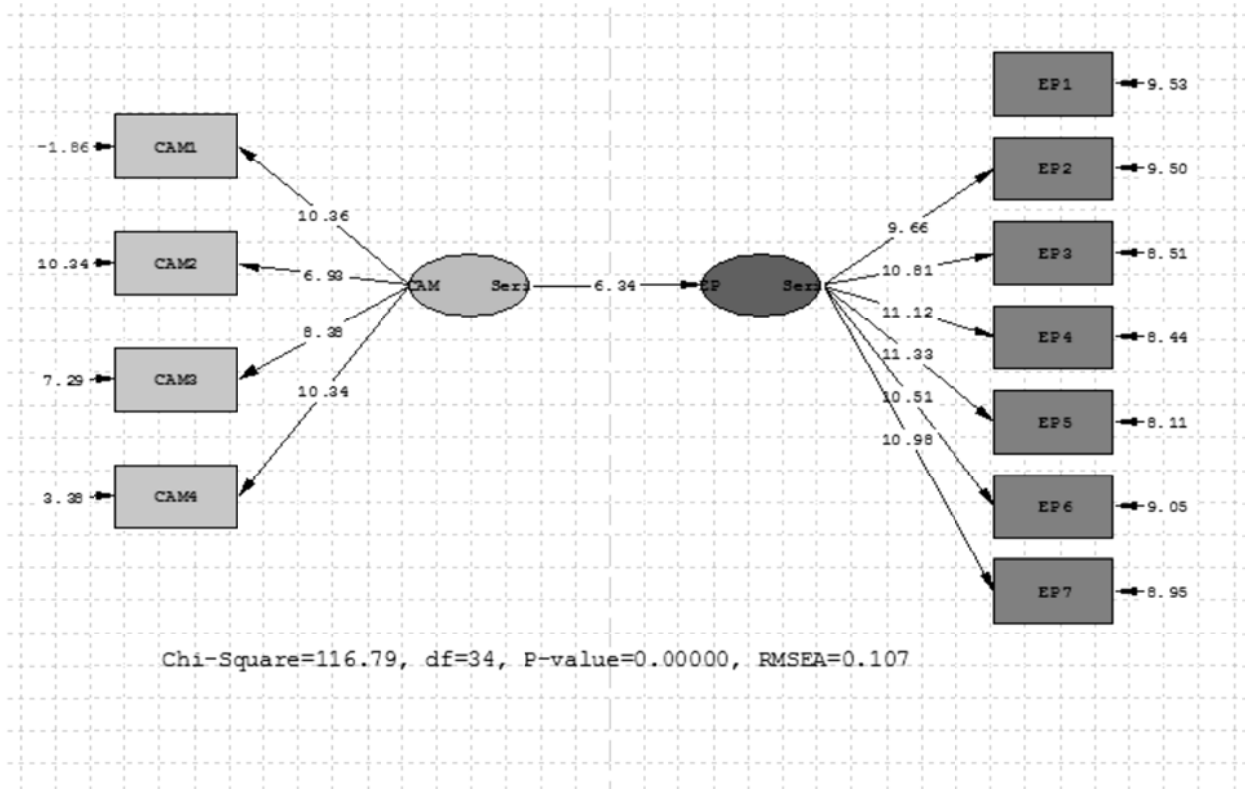 EP1
9.53
-1.86
CAM1
EP2
9.50
10.36
9.66
10.34
CAM2
6.93
EP3
8.51
10.81
CAM
Seri
6.34
EP
Seri
11.12
8.38
EP4
8.44
11.33
7.29
CAM3
10.34
10.51
EP5
8.11
10.98
3.38
CAM4
EP6
9.05
EP7
8.95
Chi-Square=116.79, df=34, P-value=0.00000, RMSEA=0.107